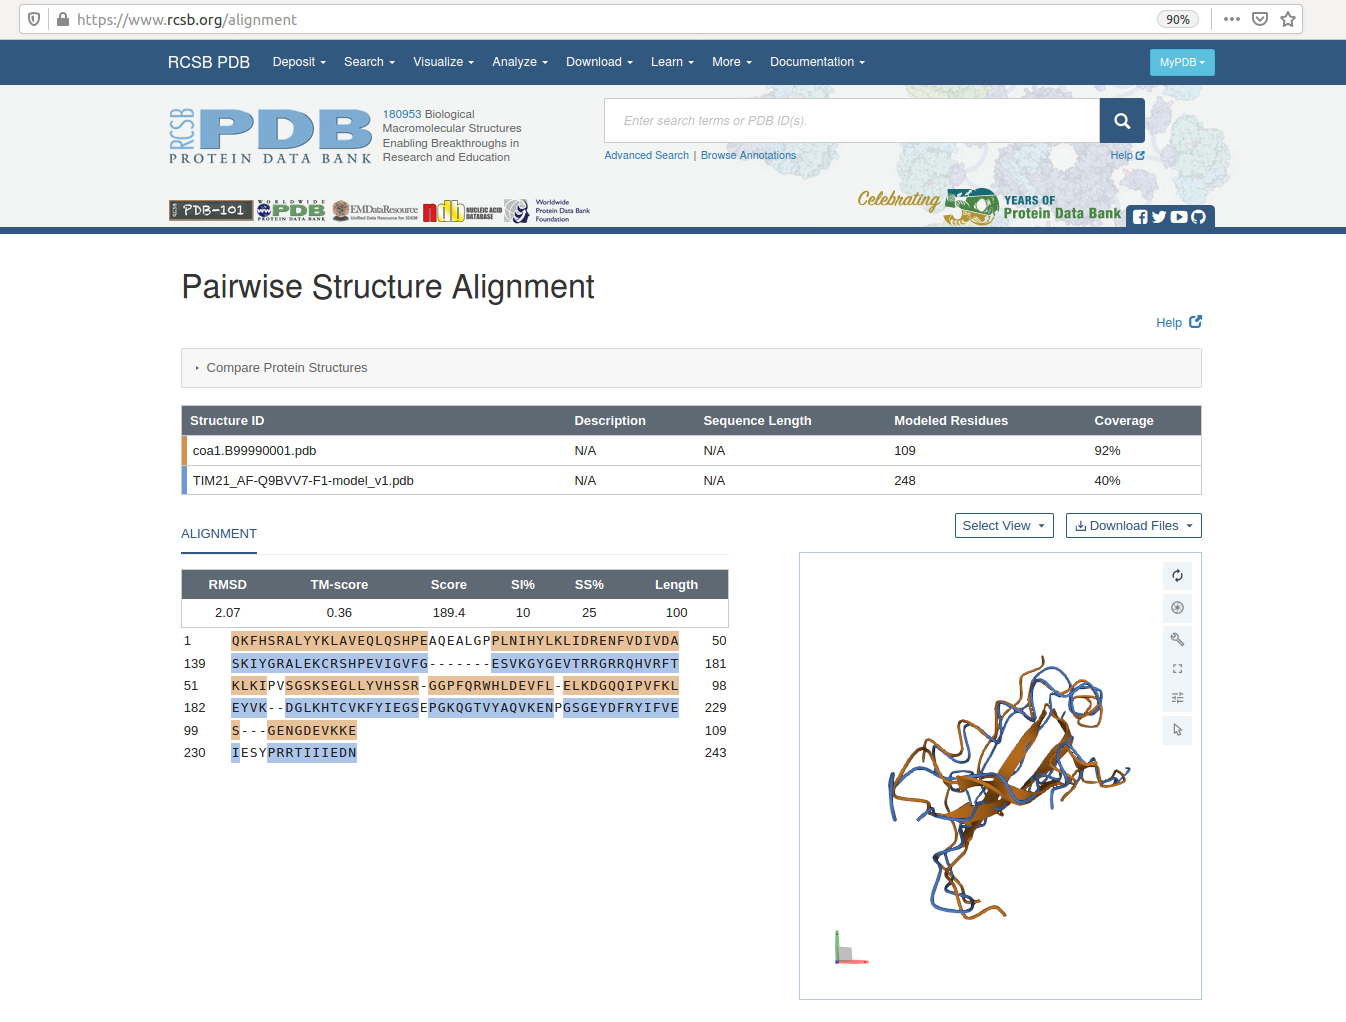 https://www.rcsb.org/alignment 90%
RCSB PDB Deposit Search Visualize Analyze Download Learn More Documentation MyPDB
RCSB PDB
PROTEIN DATA BANK
180953 Biological
Macromolecular Structures
Enabling Breakthroughs in
Research and Education
Enter search terms or PDB ID(s).
Advanced Search | Browse Annotations Help
PDB-101
WORLDWIDE
PDB
PROTEIN DATA BANK
EMDataResource
Unified Data Resource for 3DEM
ndb NUCLEIC ACID
DATABASE
Worldwide
Protein Data Bank
Foundation
Celebrating 50 YEARS OF
Protein Data Bank
Pairwise Structure Alignment
Help
Compare Protein Structures
Structure ID Description Sequence Length Modeled Residues Coverage
coa1.B99990001.pdb N/A N/A 109 92%
TIM21_AF-Q9BVV7-F1-model_v1.pdb N/A N/A 248 40%
ALIGNMENT
Select View Download Files
RMSD TM-score Score SI% SS% Length
2.07 0.36 189.4 10 25 100
1 QKFHSRALYYKLAVEQLQSHPEAQEALGPPLNIHYLKLIDRENFVDIVDA 50
139 SKIYGRALEKCRSHPEVIGVFG-------ESVKGYGEVTRRGRRQHVRFT 181
51 KLKIPVSGSKSEGLLYVHSSR-GGPFQRWHLDEVFL-ELKDGQQIPVFKL 98
182 EYVK--DGLKHTCVKFYIEGSEPGKQGTVYAQVKENPGSGEYDFRYIFVE 229
99 S---GENGDEVKKE 109
230 IESYPRRTIIIEDN 243